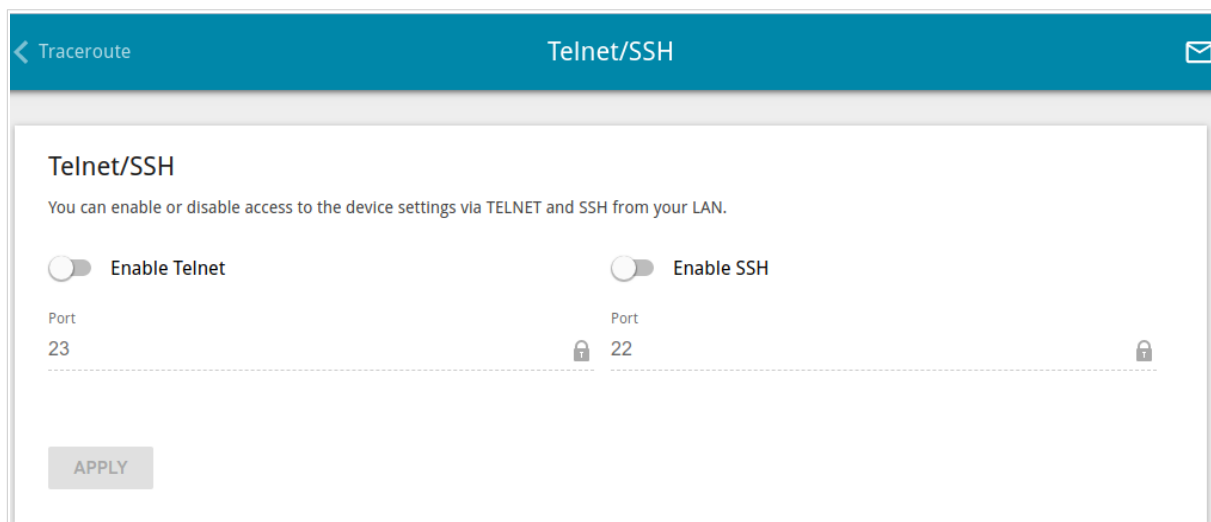 Traceroute
Telnet/SSH
Telnet/SSH
You can enable or disable access to the device settings via TELNET and SSH from your LAN.
Enable Telnet
Enable SSH
Port
Port
23
22
APPLY